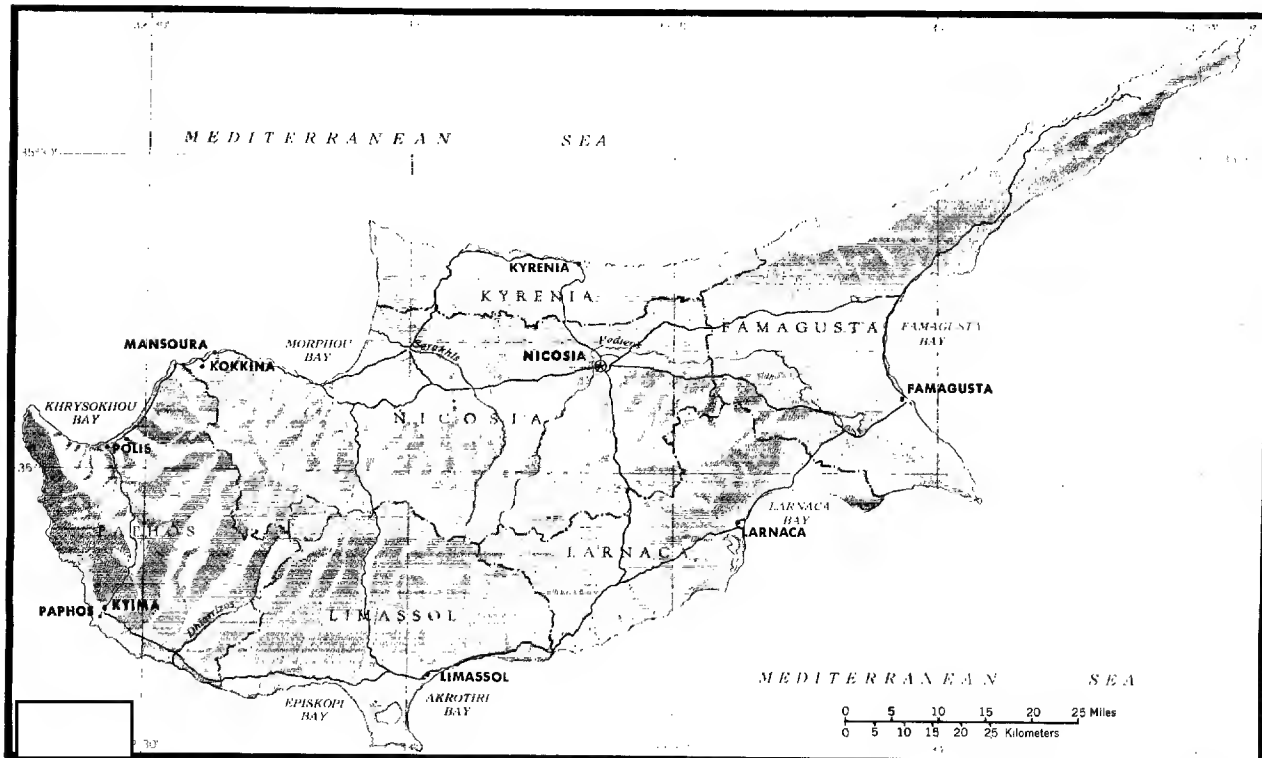 MEDITERRANEAN SEA
KYRENIA
KYRENIA
FAMAGUSTA
FAMAGUSTA
BAY
MANSOURA
MORPHOU
BAY
KOKKINA
NICOSIA
FAMAGUSTA
KHRYSOKHOU
BAY
NICOSIA
POLIS
35°
LARNACA
BAY
LARNACA
LARNACA
PAPHOS
KTIMA
LIMASSOL
LIMASSOL
MEDITERRANEAN SEA
EPISKOPI
BAY
AKROTIRI
BAY
0 5 10 15 20 25 Miles
0 5 10 15 20 25 Kilometers